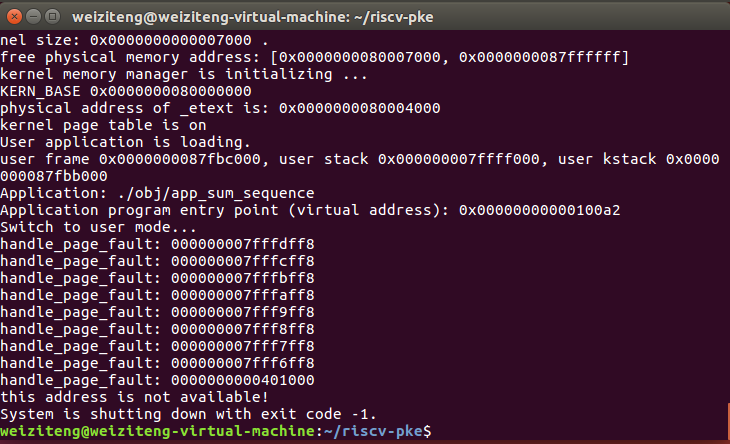 weiziteng@weiziteng-virtual-machine: ~/riscv-pke
nel size: 0x0000000000007000 .
free physical memory address: [0x0000000080007000, 0x0000000087ffffff]
kernel memory manager is initializing ...
KERN_BASE 0x0000000080000000
physical address of _etext is: 0x0000000080004000
kernel page table is on
User application is loading.
user frame 0x0000000087fbc000, user stack 0x000000007ffff000, user kstack 0x0000
000087fbb000
Application: ./obj/app_sum_sequence
Application program entry point (virtual address): 0x00000000000100a2
Switch to user mode...
handle_page_fault: 000000007fffdff8
handle_page_fault: 000000007fffcff8
handle_page_fault: 000000007fffbff8
handle_page_fault: 000000007fffaff8
handle_page_fault: 000000007fff9ff8
handle_page_fault: 000000007fff8ff8
handle_page_fault: 000000007fff7ff8
handle_page_fault: 000000007fff6ff8
handle_page_fault: 0000000000401000
this address is not available!
System is shutting down with exit code -1.
weiziteng@weiziteng-virtual-machine:~/riscv-pke$